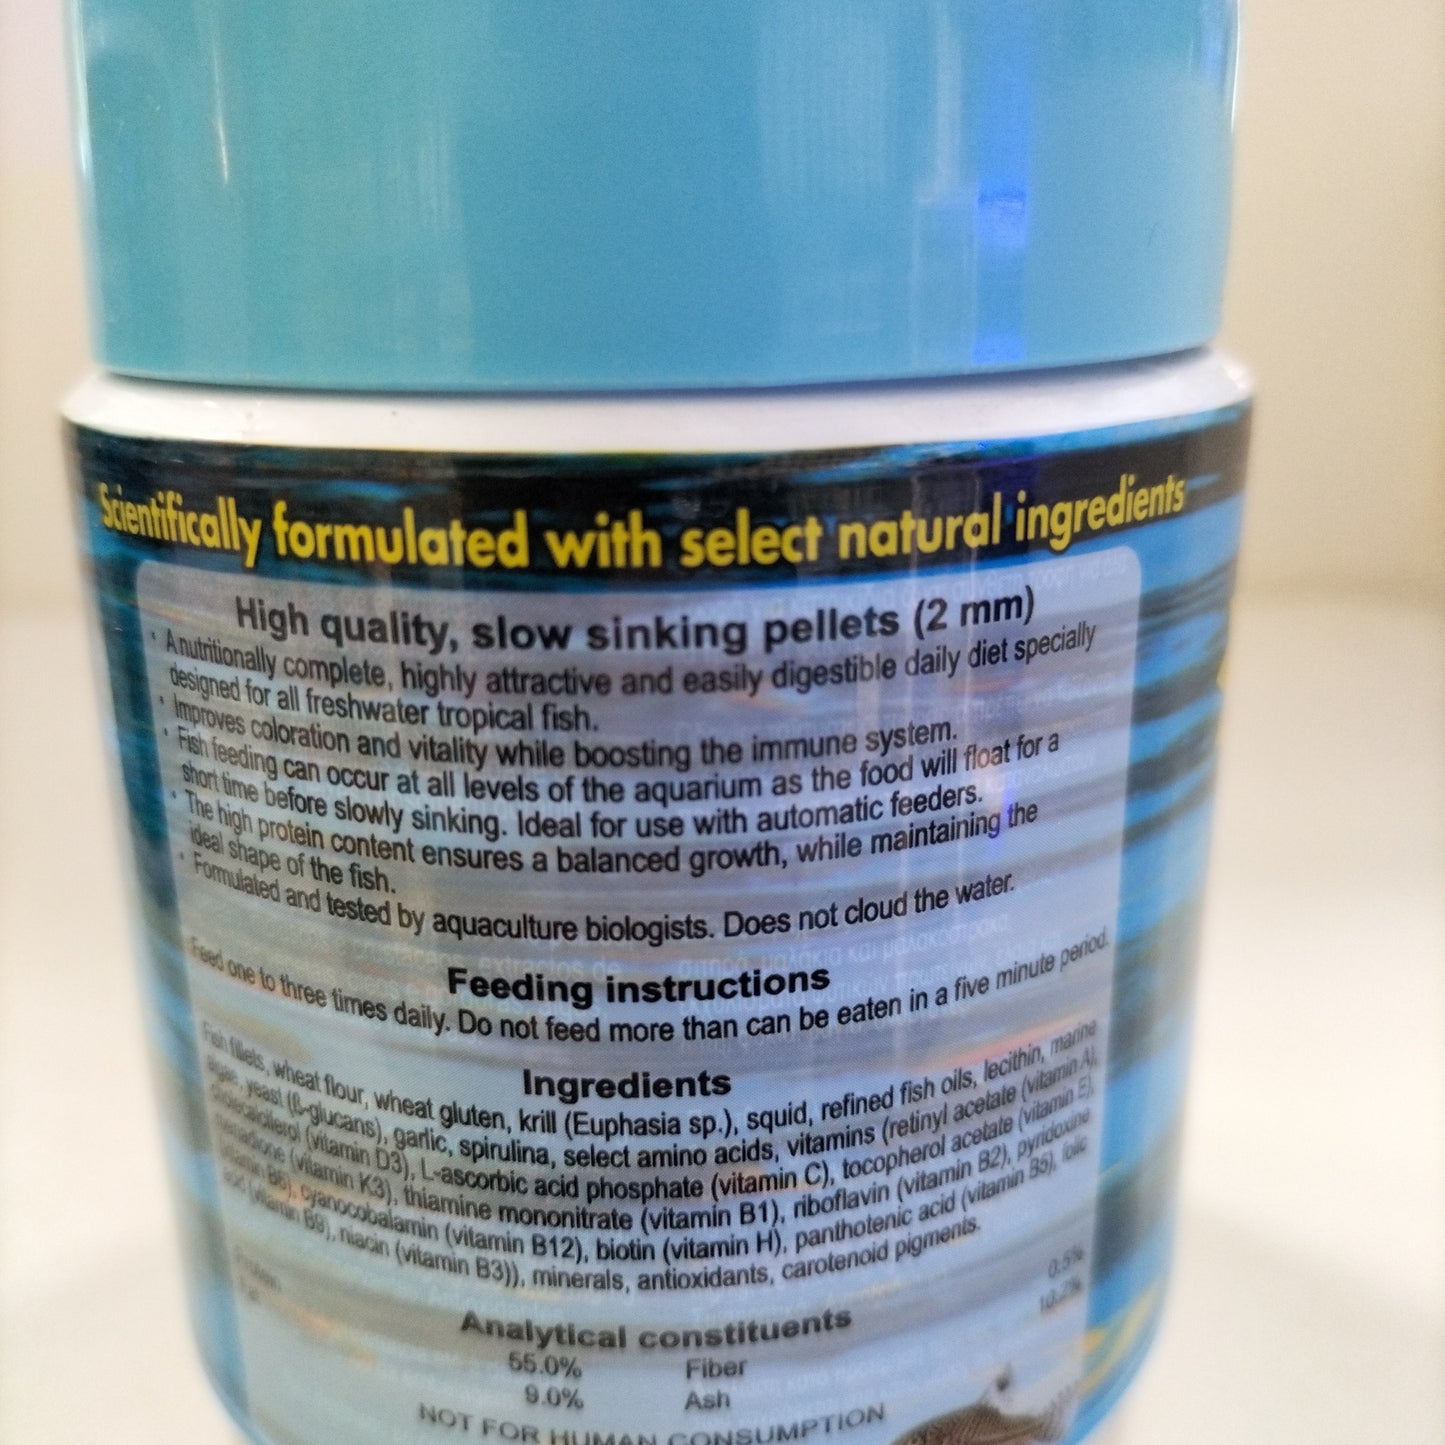 Scientifically formulated with select natural ingredients
High quality, slow sinking pellets (2 mm)
· A nutritionally complete, highly attractive and easily digestible daily diet specially
designed for all freshwater tropical fish.
· Improves coloration and vitality while boosting the immune system.
· Fish feeding can occur at all levels of the aquarium as the food will float for a
short time before slowly sinking. Ideal for use with automatic feeders.
· The high protein content ensures a balanced growth, while maintaining the
ideal shape of the fish.
· Formulated and tested by aquaculture biologists. Does not cloud the water.
Feeding instructions
Feed one to three times daily. Do not feed more than can be eaten in a five minute period.
Ingredients
Fish fillets, wheat flour, wheat gluten, krill (Euphasia sp.), squid, refined fish oils, lecithin, marine
algae, yeast (ß-glucans), garlic, spirulina, select amino acids, vitamins (retinyl acetate (vitamin A),
cholecalciferol (vitamin D3), L-ascorbic acid phosphate (vitamin C), tocopherol acetate (vitamin E),
menadione (vitamin K3), thiamine mononitrate (vitamin B1), riboflavin (vitamin B2), pyridoxine
(vitamin B6), cyanocobalamin (vitamin B12), biotin (vitamin H), panthotenic acid (vitamin B5), folic
acid (vitamin B9), niacin (vitamin B3)), minerals, antioxidants, carotenoid pigments.
Analytical constituents
Protein 55.0% Fiber 0.5%
Fat 9.0% Ash 10.2%
NOT FOR HUMAN CONSUMPTION